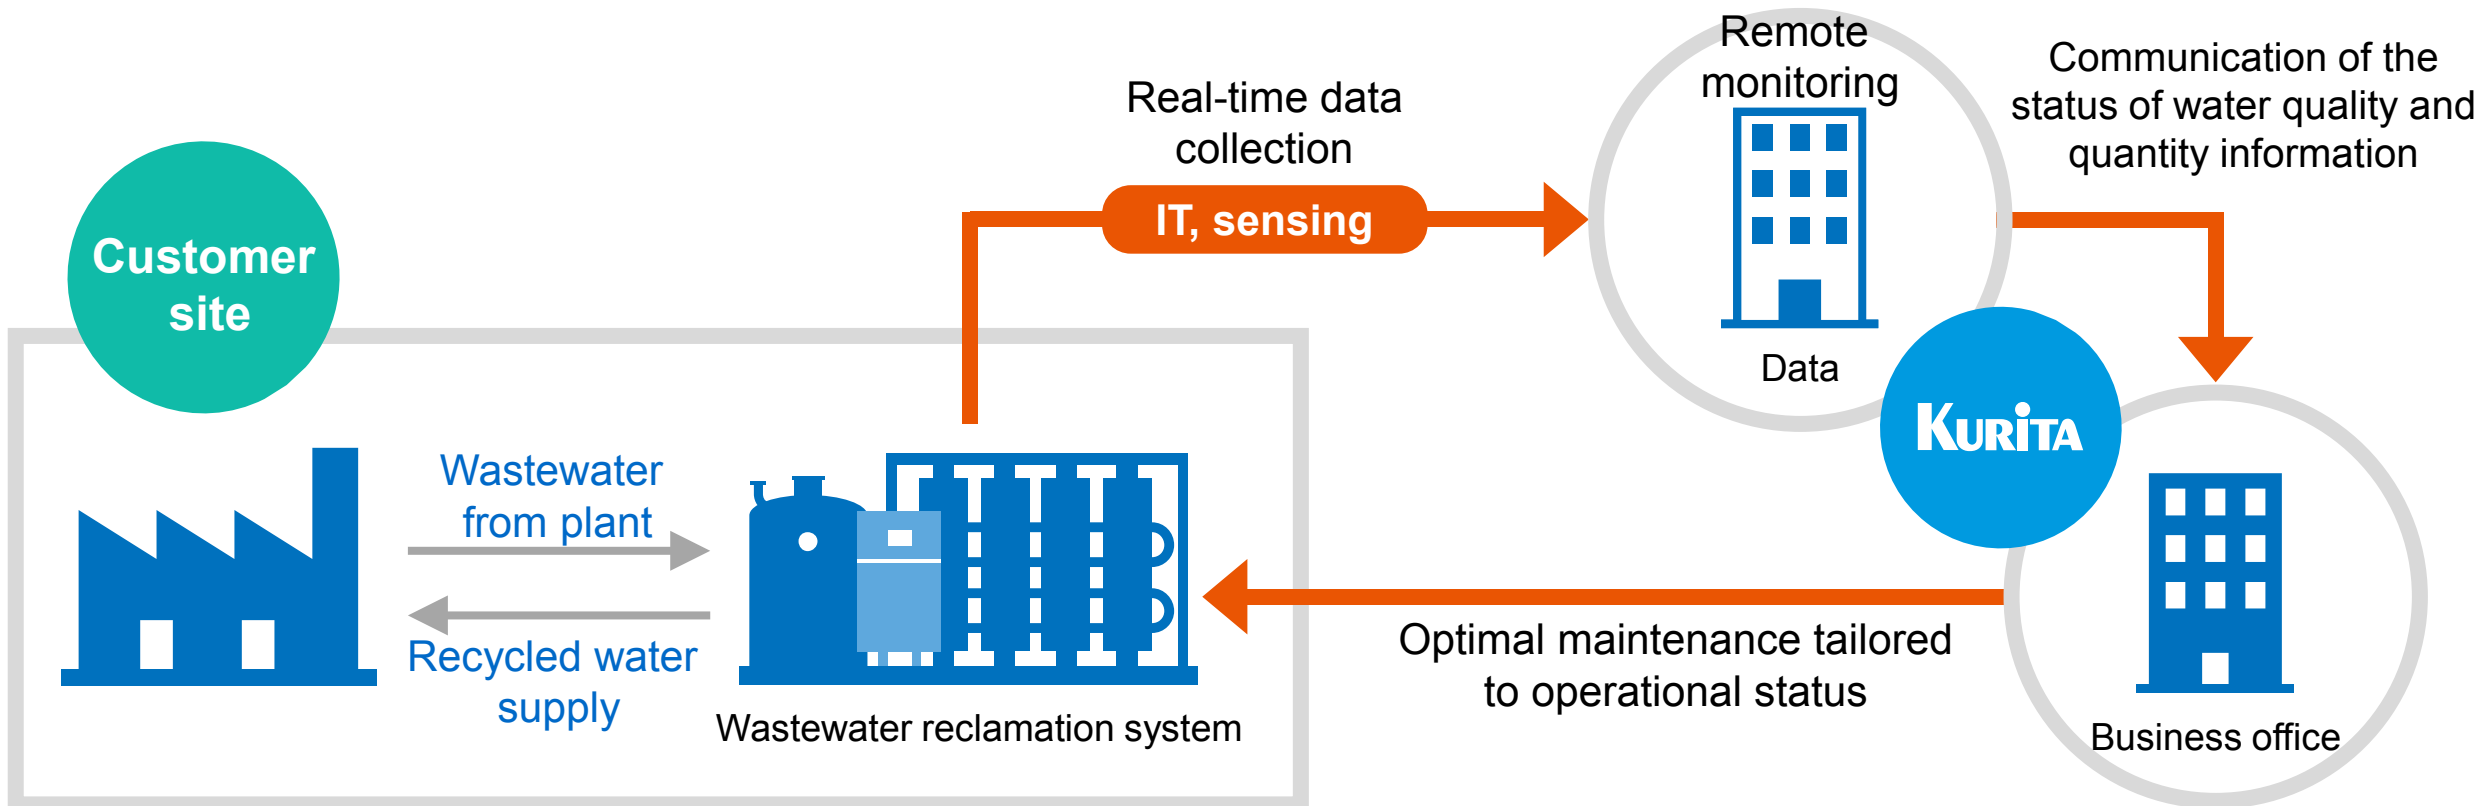 Remote
monitoring
Communication of the
status of water quality and
quantity information
Real-time data
collection
IT, sensing
Customer
site
Data
KURITA
Wastewater
from plant
Recycled water
supply
Wastewater reclamation system
Optimal maintenance tailored
to operational status
Business office